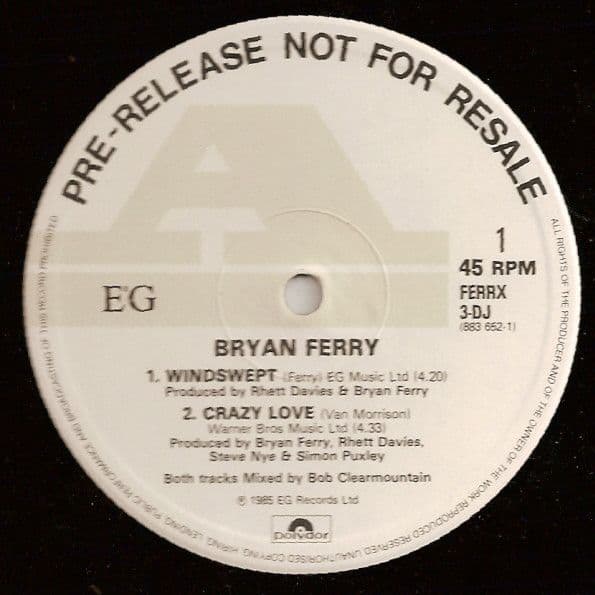 PRE-RELEASE NOT FOR RESALE
A
1
45 RPM
FERRX
3-DJ
(883 652-1)
E'G
BRYAN FERRY
1. WINDSWEPT (Ferry) EG Music Ltd (4.20)
Produced by Rhett Davies & Bryan Ferry
2. CRAZY LOVE (Van Morrison)
Warner Bros Music Ltd (4.33)
Produced by Bryan Ferry, Rhett Davies,
Steve Nye & Simon Puxley
Both tracks Mixed by Bob Clearmountain
℗ 1985 EG Records Ltd
polydor
ALL RIGHTS OF THE PRODUCER AND OF THE OWNER OF THE WORK REPRODUCED RESERVED UNAUTHORISED COPYING HIRING LENDING PUBLIC PERFORMANCE AND BROADCASTING OF THIS RECORD PROHIBITED